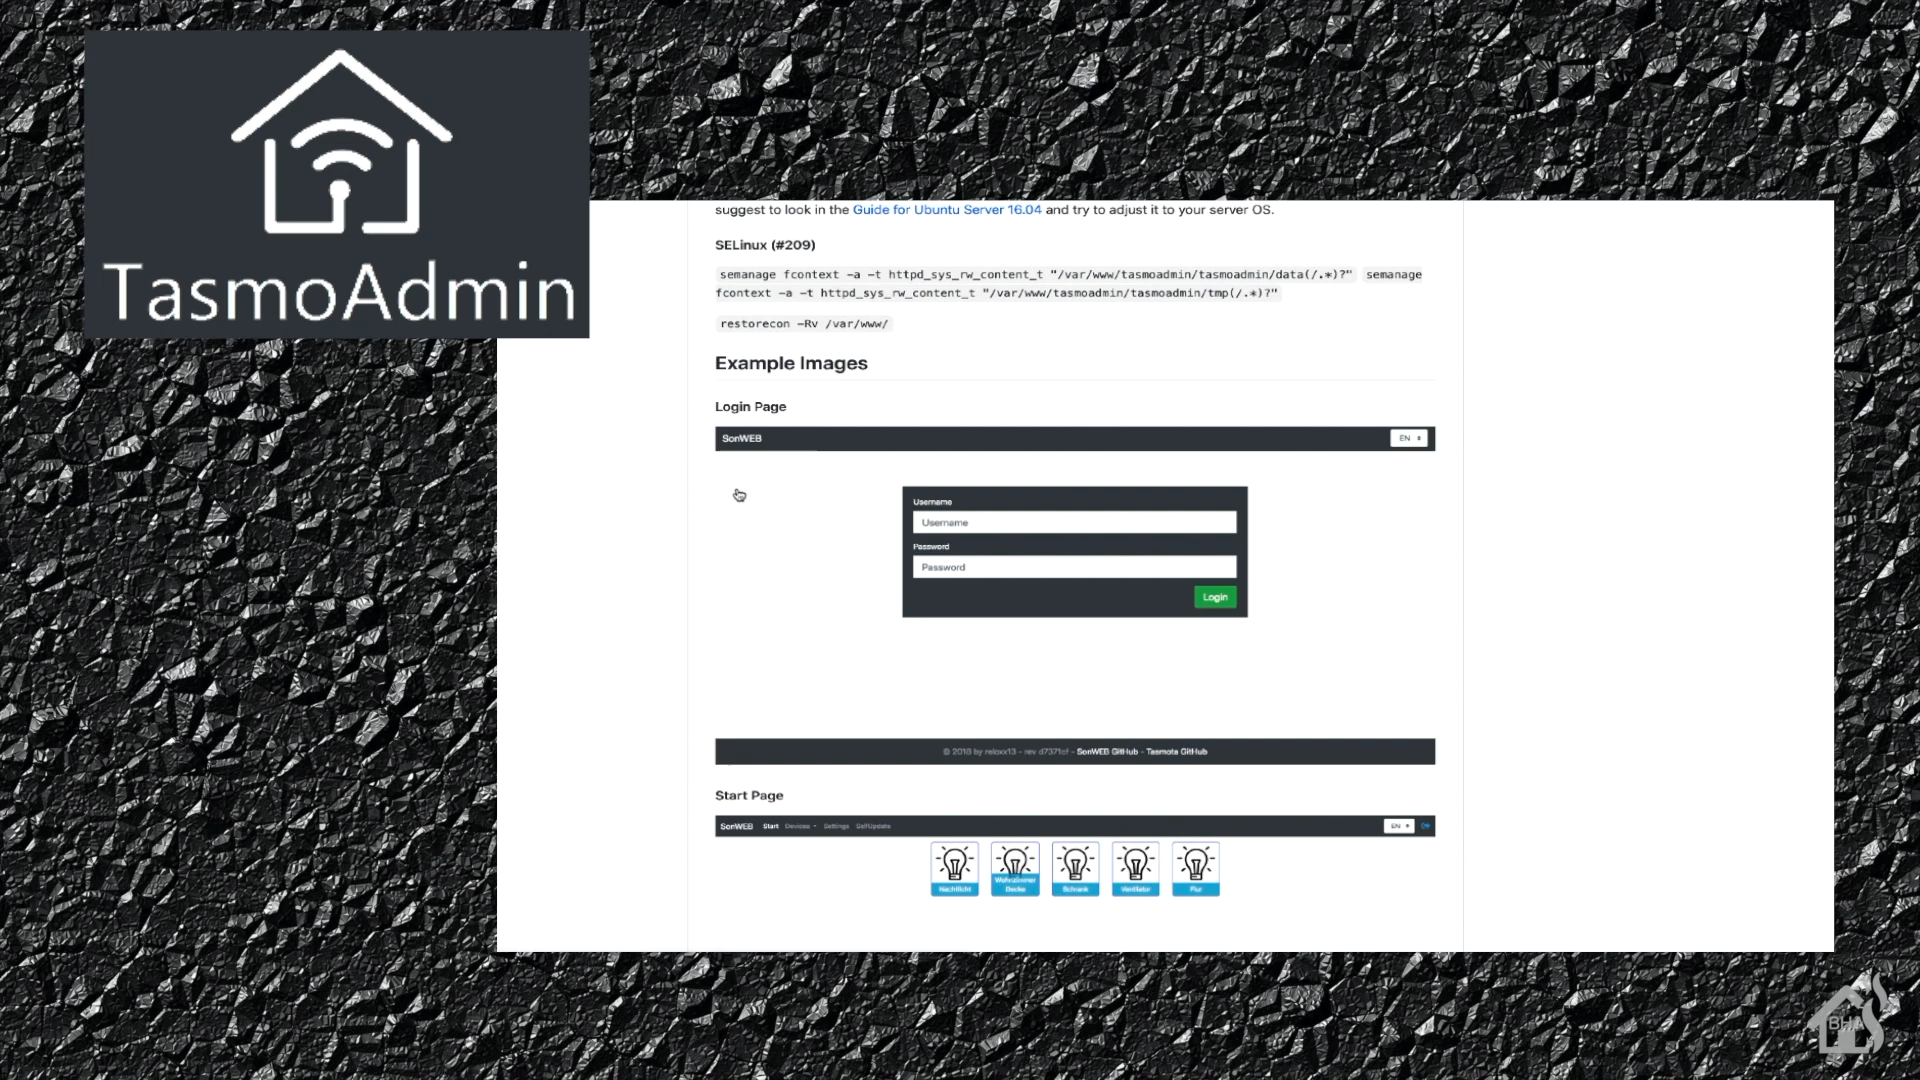 TasmoAdmin
suggest to look in the Guide for Ubuntu Server 16.04 and try to adjust it to your server OS.
SELinux (#209)
semanage fcontext -a -t httpd_sys_rw_content_t "/var/www/tasmoadmin/tasmoadmin/data(/.*)?" semanage
fcontext -a -t httpd_sys_rw_content_t "/var/www/tasmoadmin/tasmoadmin/tmp(/.*)?"
restorecon -Rv /var/www/
Example Images
Login Page
SonWEB EN
Username
Username
Password
Password
Login
© 2018 by reloxx13 - rev d7371cf - SonWEB GitHub - Tasmota GitHub
Start Page
SonWEB Start Devices Settings SelfUpdate EN
Nachtlicht Wohnzimmer Decke Schrank Ventilator Flur
BHA